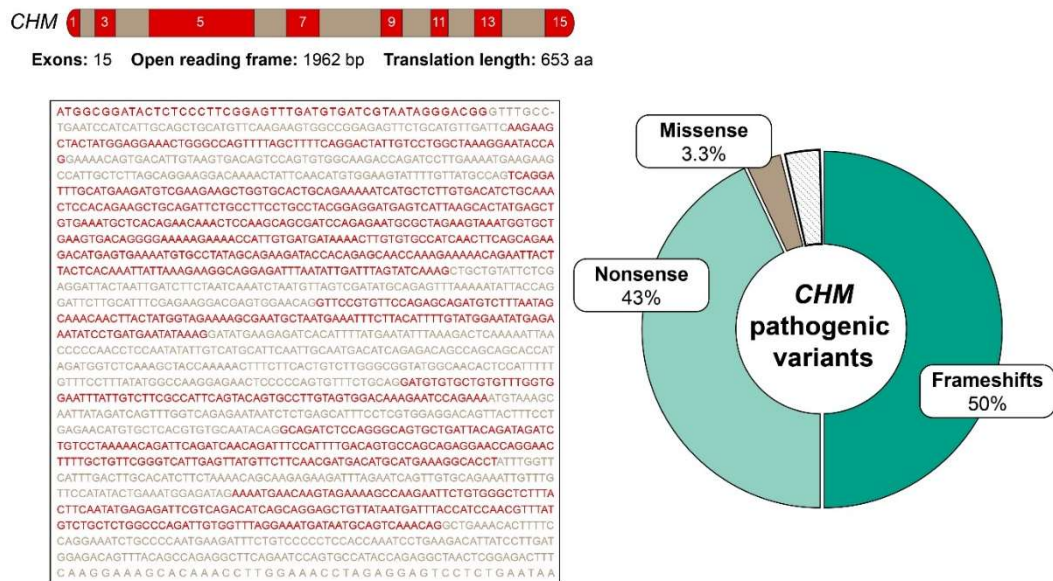 CHM 1 3 5 7 9 11 13 15
Exons: 15 Open reading frame: 1962 bp Translation length: 653 aa
ATGGCGGATACTCTCCCTTCGGAGTTTGATGTGATCGTAATAGGGACGGGTTTGCC-
TGAATCCATCATTGCAGCTGCATGTTCAAGAAGTGGCCGGAGAGTTCTGCATGTTGATTCAAGAAG
CTACTATGGAGGAAACTGGGCCAGTTTTAGCTTTTCAGGACTATTGTCCTGGCTAAAGGAATACCA
GGAAAACAGTGACATTGTAAGTGACAGTCCAGTGTGGCAAGACCAGATCCTTGAAAATGAAGAAG
CCATTGCTCTTAGCAGGAAGGACAAAACTATTCAACATGTGGAAGTATTTTGTTATGCCAGTCAGGA
TTTGCATGAAGATGTCGAAGAAGCTGGTGCACTGCAGAAAAATCATGCTCTTGTGACATCTGCAAA
CTCCACAGAAGCTGCAGATTCTGCCTTCCTGCCTACGGAGGATGAGTCATTAAGCACTATGAGCT
GTGAAATGCTCACAGAACAAACTCCAAGCAGCGATCCAGAGAATGCGCTAGAAGTAAATGGTGCT
GAAGTGACAGGGGAAAAAGAAAACCATTGTGATGATAAAACTTGTGTGCCATCAACTTCAGCAGAA
GACATGAGTGAAAATGTGCCTATAGCAGAAGATACCACAGAGCAACCAAAGAAAAACAGAATTACT
TACTCACAAATTATTAAAGAAGGCAGGAGATTTAATATTGATTTAGTATCAAAGCTGCTGTATTCTCG
AGGATTACTAATTGATCTTCTAATCAAATCTAATGTTAGTCGATATGCAGAGTTTAAAAATATTACCAG
GATTCTTGCATTTCGAGAAGGACGAGTGGAACAGGTTCCGTGTTCCAGAGCAGATGTCTTTAATAG
CAAACAACTTACTATGGTAGAAAAGCGAATGCTAATGAAATTTCTTACATTTTGTATGGAATATGAGA
AATATCCTGATGAATATAAAGGATATGAAGAGATCACATTTTATGAATATTTAAAGACTCAAAAATTAA
CCCCCAACCTCCAATATATTGTCATGCATTCAATTGCAATGACATCAGAGACAGCCAGCAGCACCAT
AGATGGTCTCAAAGCTACCAAAAACTTTCTTCACTGTCTTGGGCGGTATGGCAACACTCCATTTTT
GTTTCCTTTATATGGCCAAGGAGAACTCCCCCAGTGTTTCTGCAGGATGTGTGCTGTGTTTGGTG
GAATTTATTGTCTTCGCCATTCAGTACAGTGCCTTGTAGTGGACAAAGAATCCAGAAAATGTAAAGC
AATTATAGATCAGTTTGGTCAGAGAATAATCTCTGAGCATTTCCTCGTGGAGGACAGTTACTTTCCT
GAGAACATGTGCTCACGTGTGCAATACAGGCAGATCTCCAGGGCAGTGCTGATTACAGATAGATC
TGTCCTAAAAACAGATTCAGATCAACAGATTTCCATTTTGACAGTGCCAGCAGAGGAACCAGGAAC
TTTTGCTGTTCGGGTCATTGAGTTATGTTCTTCAACGATGACATGCATGAAAGGCACCTATTTGGTT
CATTTGACTTGCACATCTTCTAAAACAGCAAGAGAAGATTTAGAATCAGTTGTGCAGAAATTGTTTG
TTCCATATACTGAAATGGAGATAGAAAATGAACAAGTAGAAAAGCCAAGAATTCTGTGGGCTCTTTA
CTTCAATATGAGAGATTCGTCAGACATCAGCAGGAGCTGTTATAATGATTTACCATCCAACGTTTAT
GTCTGCTCTGGCCCAGATTGTGGTTTAGGAAATGATAATGCAGTCAAACAGGCTGAAACACTTTTC
CAGGAAATCTGCCCCAATGAAGATTTCTGTCCCCCTCCACCAAATCCTGAAGACATTATCCTTGAT
GGAGACAGTTTACAGCCAGAGGCTTCAGAATCCAGTGCCATACCAGAGGCTAACTCGGAGACTTT
CAAGGAAAGCACAAACCTTGGAAACCTAGAGGAGTCCTCTGAATAA
Missense
3.3%
Nonsense
43%
CHM
pathogenic
variants
Frameshifts
50%